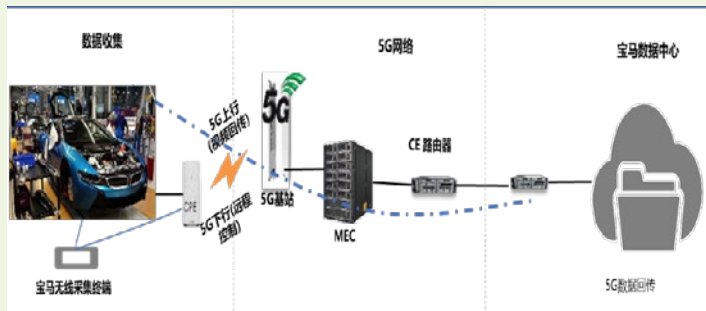 数据收集
5G网络
宝马数据中心
5G上行
(视频回传)
5G
CE 路由器
CPE
5G下行(远程
控制)
5G基站
MEC
宝马无线采集终端
5G数据回传